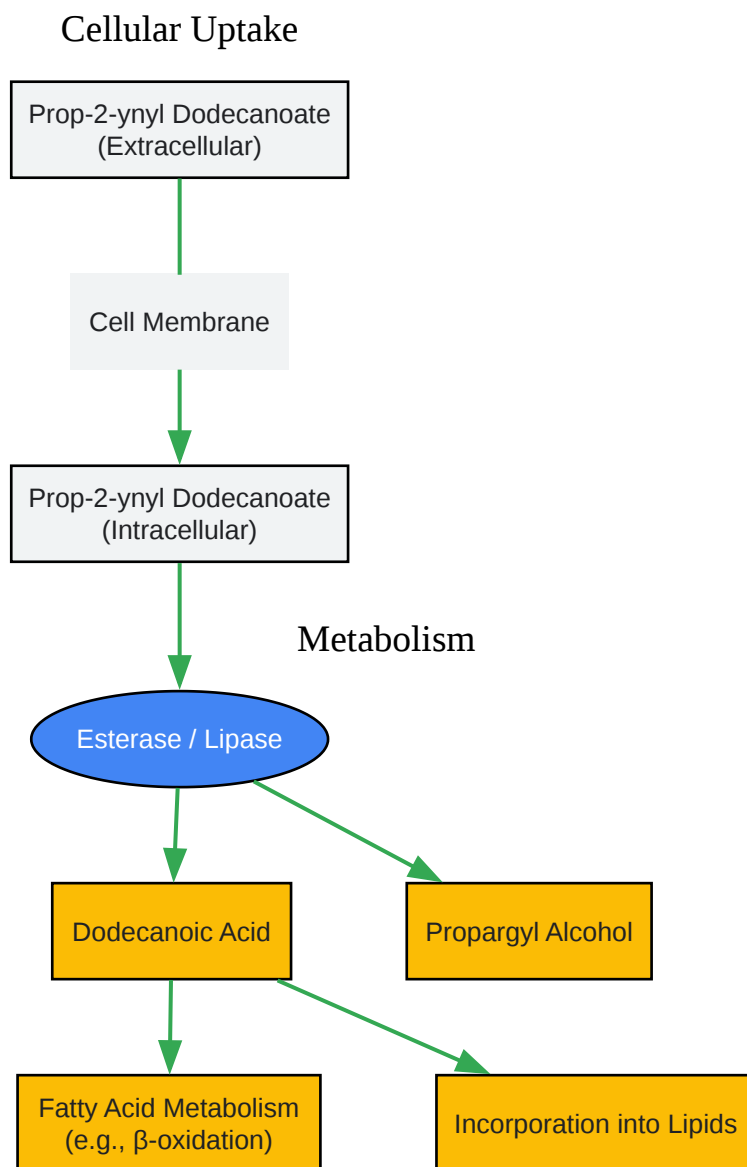 Cellular Uptake
Prop-2-ynyl Dodecanoate
(Extracellular)
Cell Membrane
Prop-2-ynyl Dodecanoate
(Intracellular)
Metabolism
Esterase / Lipase
Dodecanoic Acid
Propargyl Alcohol
Fatty Acid Metabolism
(e.g., β-oxidation)
Incorporation into Lipids